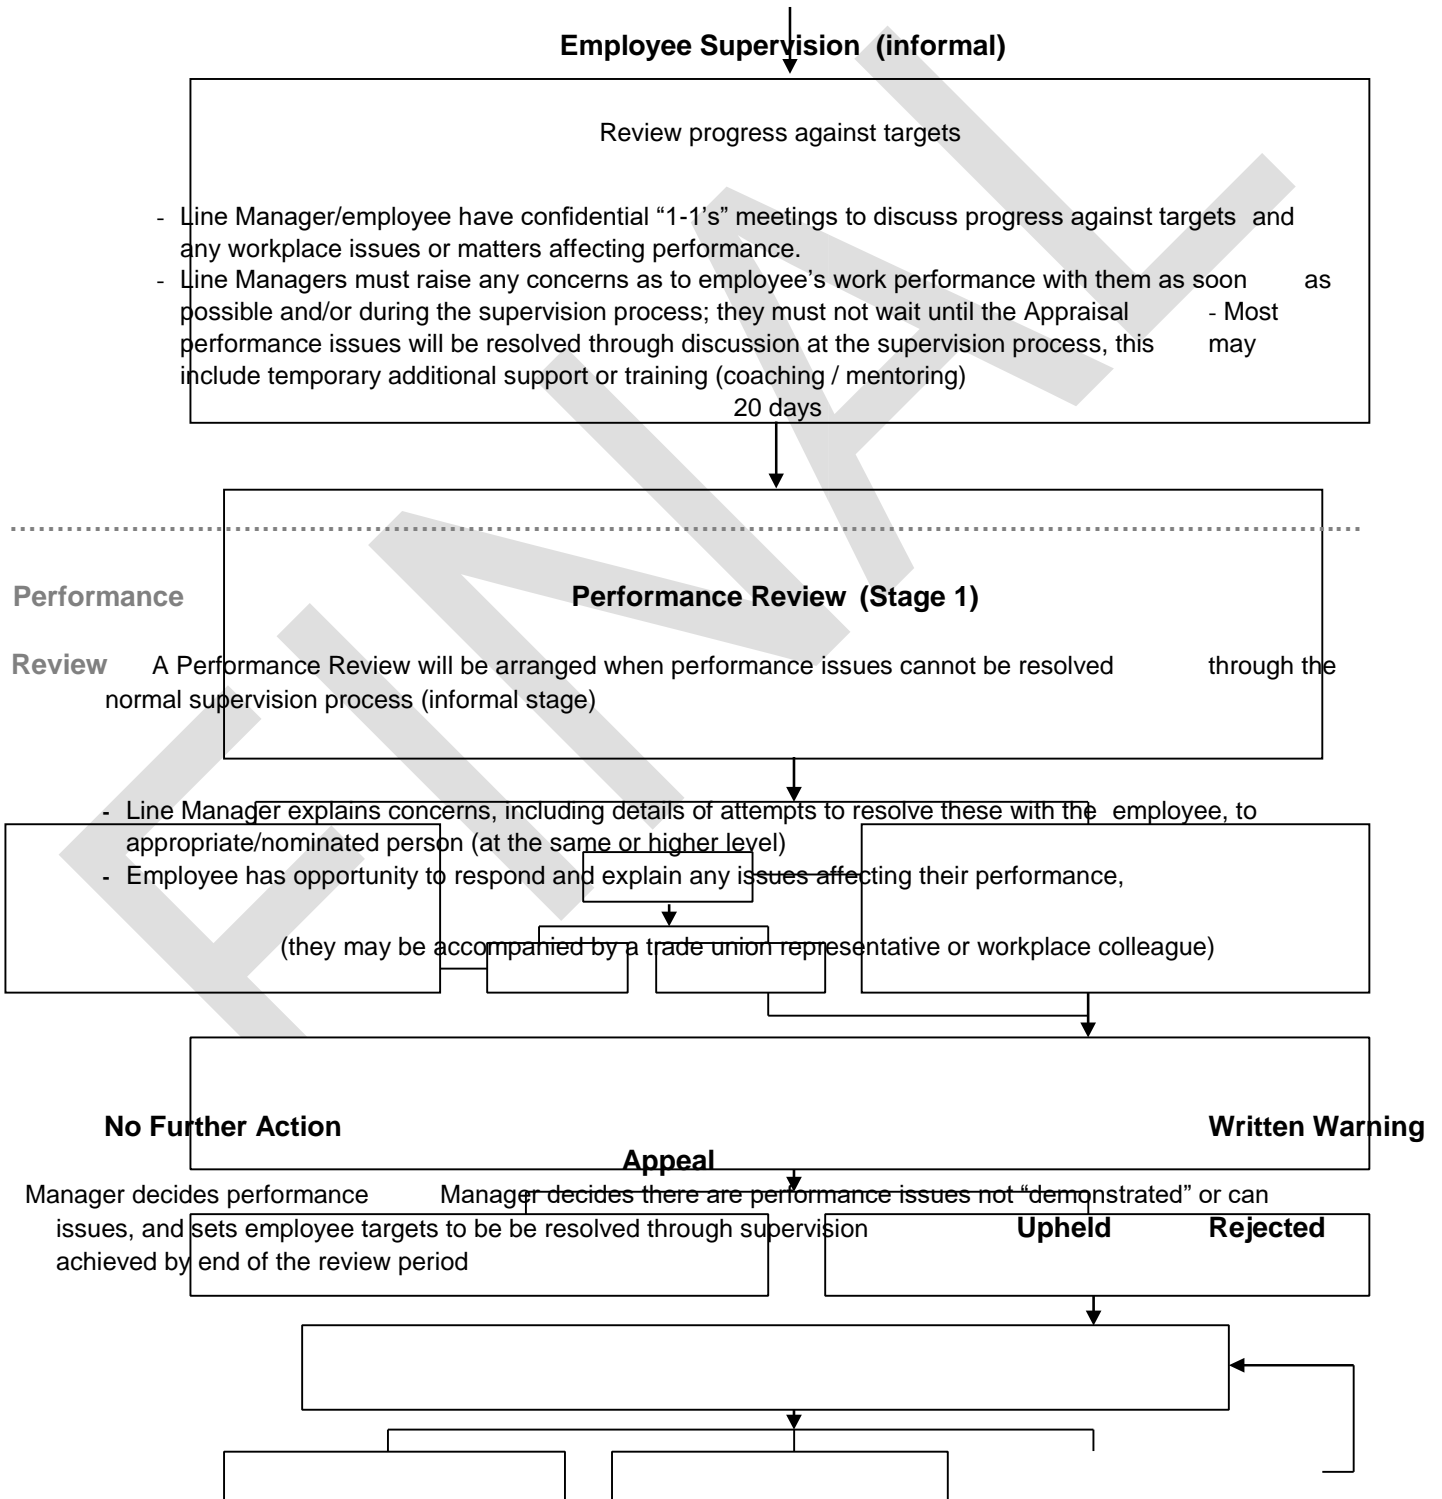 Employee Supervision (informal)
Review progress against targets
- Line Manager/employee have confidential “1-1’s” meetings to discuss progress against targets and
any workplace issues or matters affecting performance.
- Line Managers must raise any concerns as to employee’s work performance with them as soon as
possible and/or during the supervision process; they must not wait until the Appraisal - Most
performance issues will be resolved through discussion at the supervision process, this may
include temporary additional support or training (coaching / mentoring)
20 days
Performance Performance Review (Stage 1)
Review A Performance Review will be arranged when performance issues cannot be resolved through the
normal supervision process (informal stage)
- Line Manager explains concerns, including details of attempts to resolve these with the employee, to
appropriate/nominated person (at the same or higher level)
- Employee has opportunity to respond and explain any issues affecting their performance,
(they may be accompanied by a trade union representative or workplace colleague)
No Further Action Written Warning
Appeal
Manager decides performance Manager decides there are performance issues not “demonstrated” or can
issues, and sets employee targets to be be resolved through supervision Upheld Rejected
achieved by end of the review period
FINAL